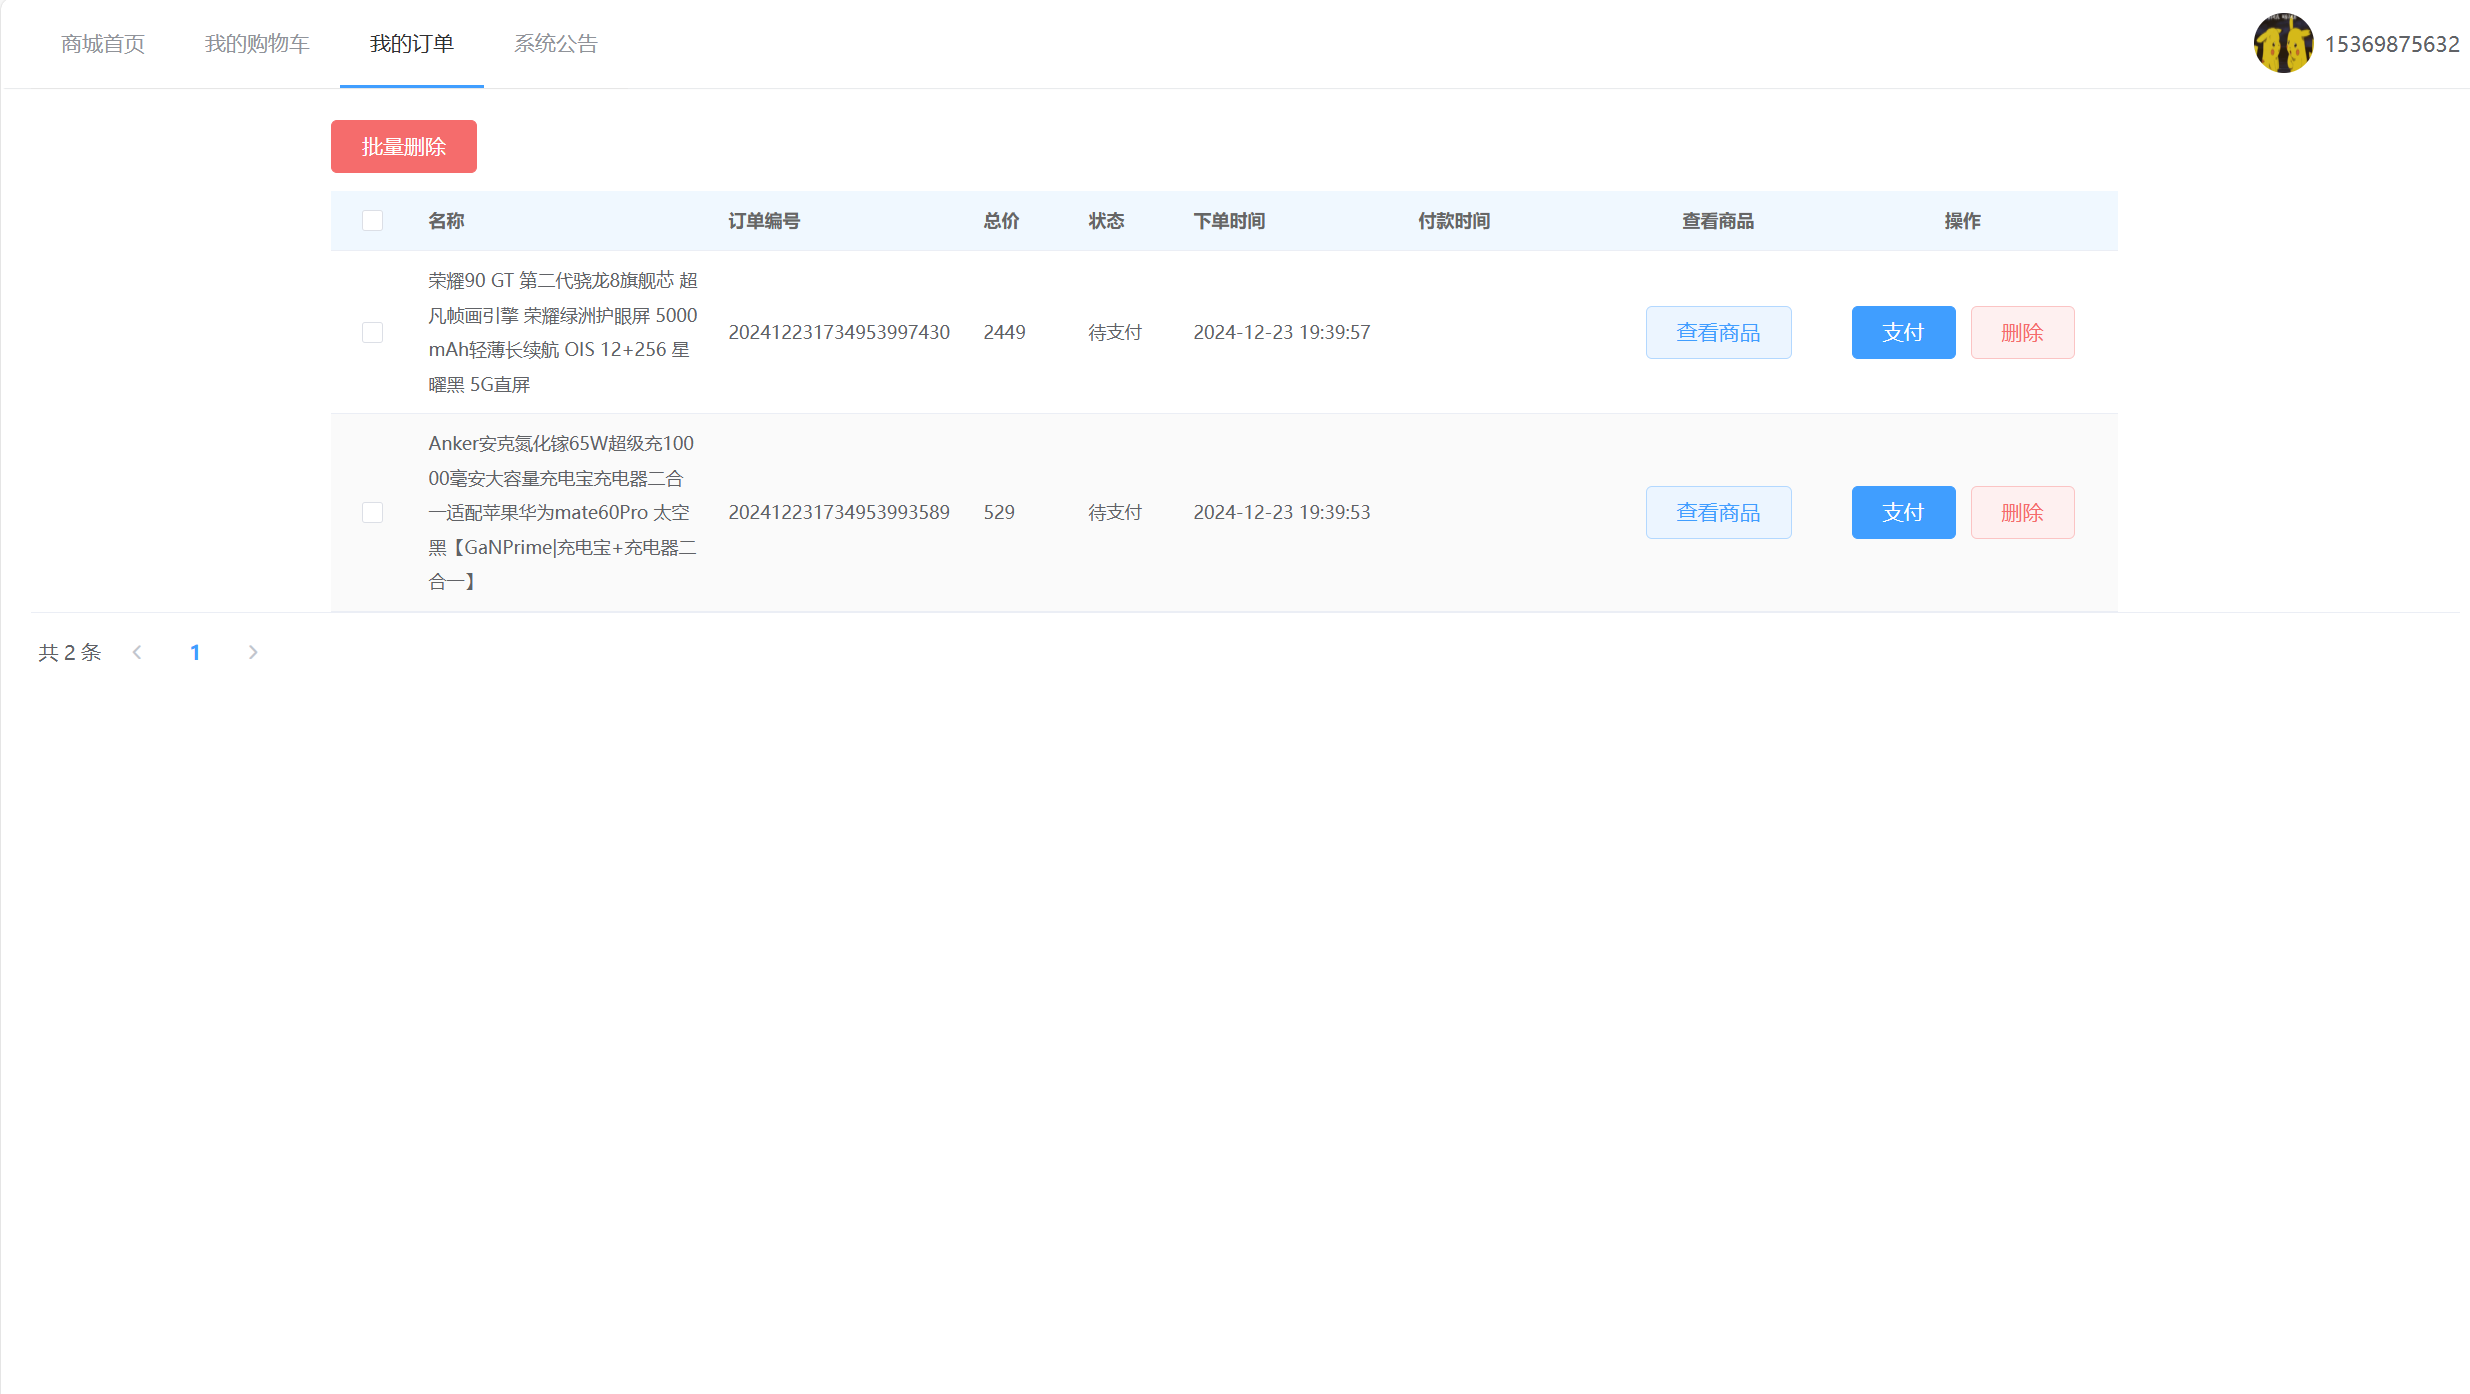 商城首页 我的购物车 我的订单 系统公告 15369875632
批量删除
名称 订单编号 总价 状态 下单时间 付款时间 查看商品 操作
荣耀90 GT 第二代骁龙8旗舰芯 超
凡帧画引擎 荣耀绿洲护眼屏 5000
mAh轻薄长续航 OIS 12+256 星
曜黑 5G直屏
202412231734953997430 2449 待支付 2024-12-23 19:39:57 查看商品 支付 删除
Anker安克氮化镓65W超级充100
00毫安大容量充电宝充电器二合
一适配苹果华为mate60Pro 太空
黑【GaNPrime|充电宝+充电器二
合一】
202412231734953993589 529 待支付 2024-12-23 19:39:53 查看商品 支付 删除
共 2 条 1